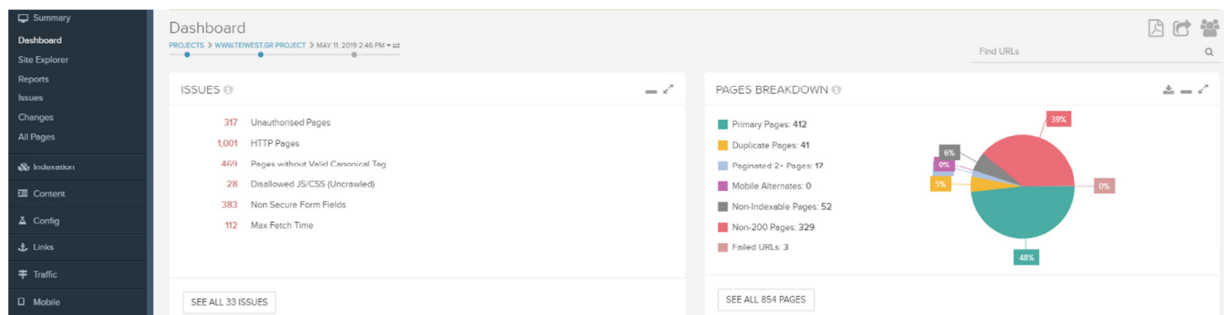 Summary
Dashboard
Site Explorer
Reports
Issues
Changes
All Pages
Indexation
Content
Config
Links
Traffic
Mobile
Dashboard
PROJECTS > WWW.TEIWEST.GR PROJECT > MAY 11, 2019 2:46 PM
Find URLs
ISSUES
317 Unauthorised Pages
1,001 HTTP Pages
469 Pages without Valid Canonical Tag
28 Disallowed JS/CSS (Uncrawled)
383 Non Secure Form Fields
112 Max Fetch Time
SEE ALL 33 ISSUES
PAGES BREAKDOWN
Primary Pages: 412
Duplicate Pages: 41
Paginated 2+ Pages: 17
Mobile Alternates: 0
Non-Indexable Pages: 52
Non-200 Pages: 329
Failed URLs: 3
39%
6%
0%
5%
0%
48%
SEE ALL 854 PAGES